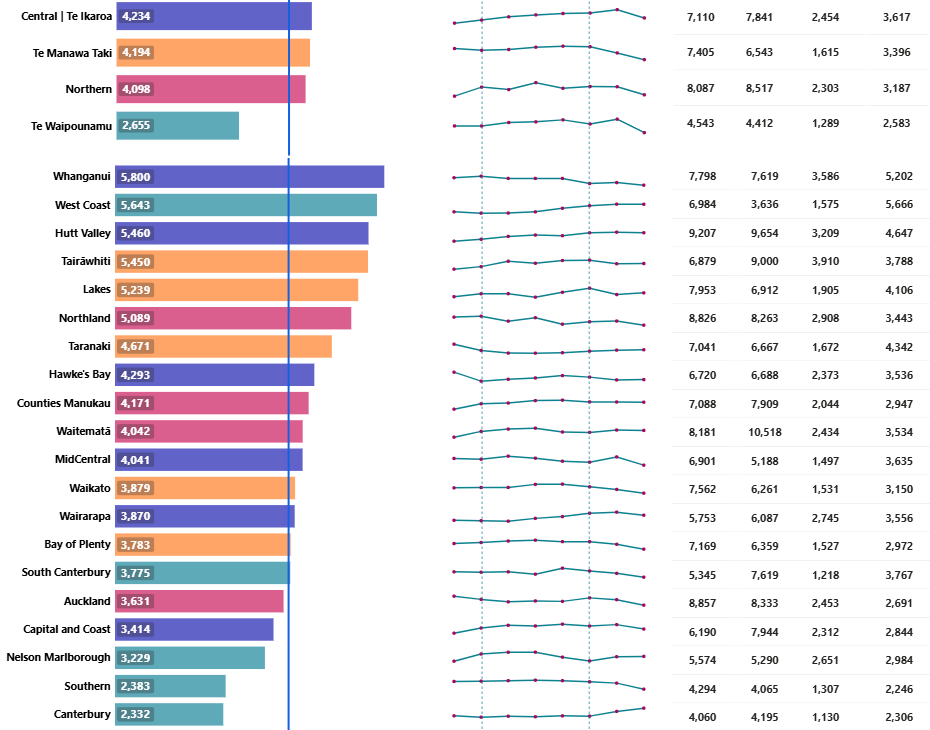 Central | Te Ikaroa 4,234 7,110 7,841 2,454 3,617
Te Manawa Taki 4,194 7,405 6,543 1,615 3,396
Northern 4,098 8,087 8,517 2,303 3,187
Te Waipounamu 2,655 4,543 4,412 1,289 2,583
Whanganui 5,800 7,798 7,619 3,586 5,202
West Coast 5,643 6,984 3,636 1,575 5,666
Hutt Valley 5,460 9,207 9,654 3,209 4,647
Tairāwhiti 5,450 6,879 9,000 3,910 3,788
Lakes 5,239 7,953 6,912 1,905 4,106
Northland 5,089 8,826 8,263 2,908 3,443
Taranaki 4,671 7,041 6,667 1,672 4,342
Hawke's Bay 4,293 6,720 6,688 2,373 3,536
Counties Manukau 4,171 7,088 7,909 2,044 2,947
Waitematā 4,042 8,181 10,518 2,434 3,534
MidCentral 4,041 6,901 5,188 1,497 3,635
Waikato 3,879 7,562 6,261 1,531 3,150
Wairarapa 3,870 5,753 6,087 2,745 3,556
Bay of Plenty 3,783 7,169 6,359 1,527 2,972
South Canterbury 3,775 5,345 7,619 1,218 3,767
Auckland 3,631 8,857 8,333 2,453 2,691
Capital and Coast 3,414 6,190 7,944 2,312 2,844
Nelson Marlborough 3,229 5,574 5,290 2,651 2,984
Southern 2,383 4,294 4,065 1,307 2,246
Canterbury 2,332 4,060 4,195 1,130 2,306